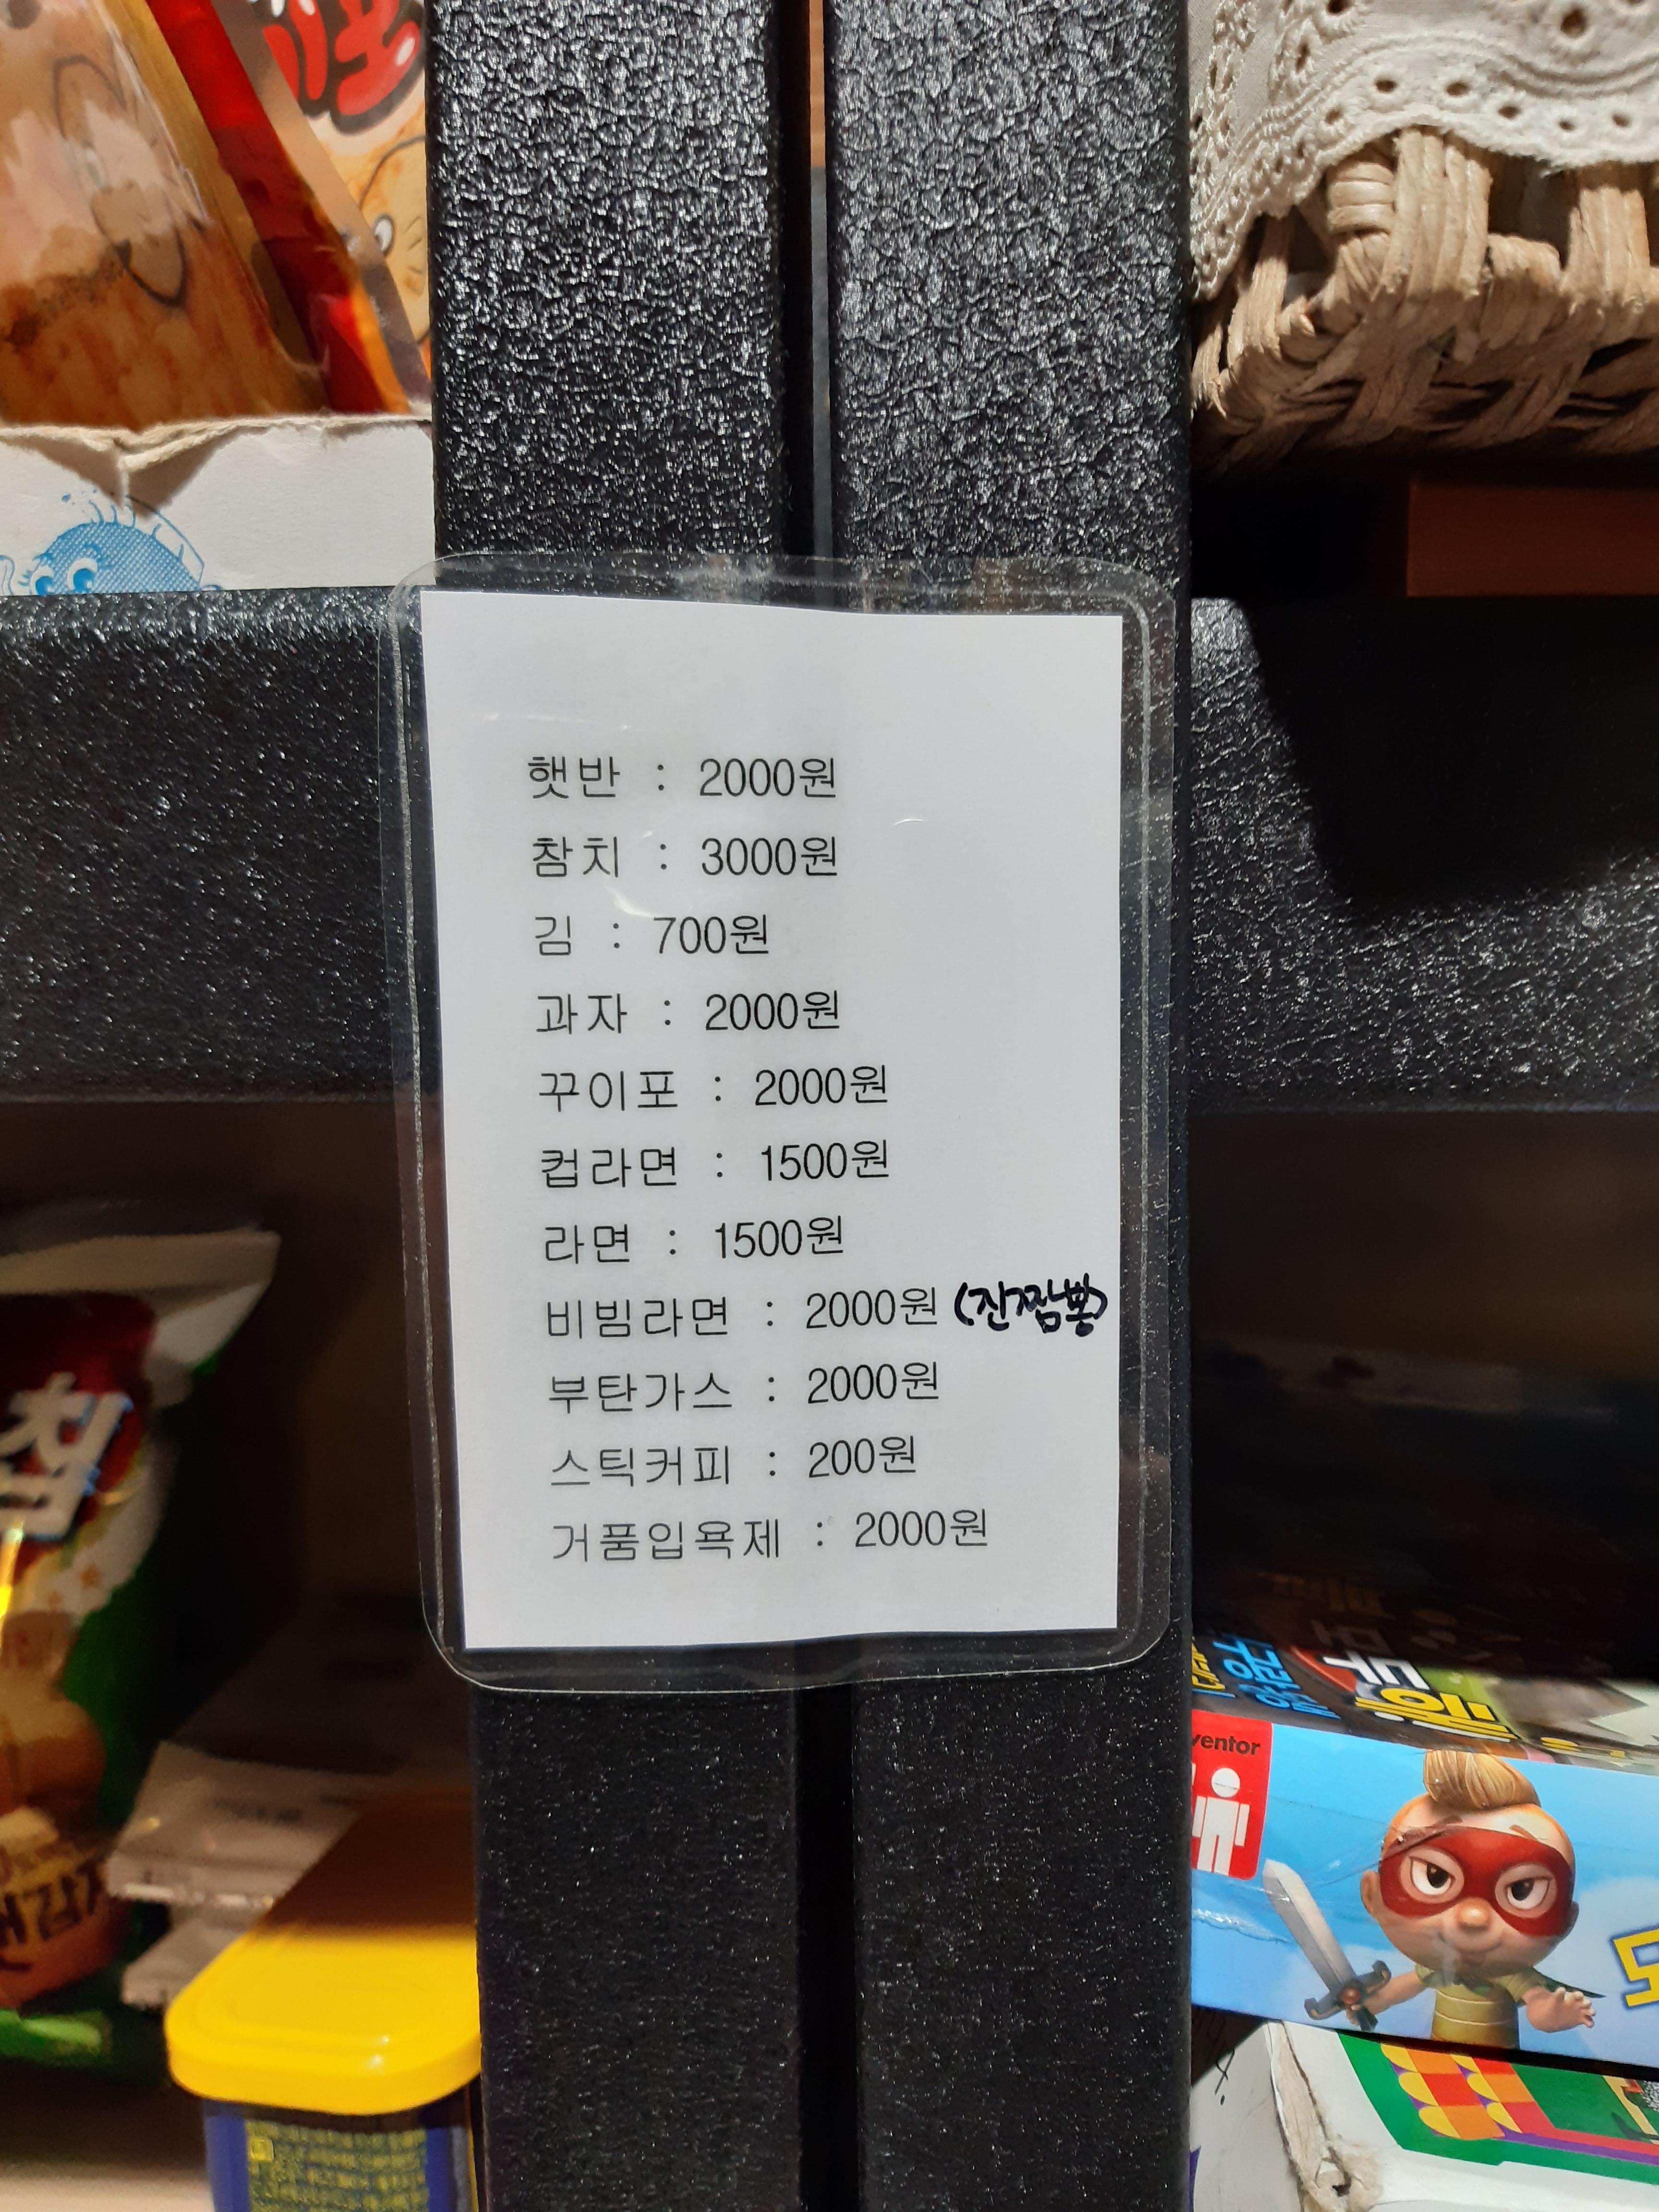 햇반 : 2000원
참치 : 3000원
김 : 700원
과자 : 2000원
꾸이포 : 2000원
컵라면 : 1500원
라면 : 1500원
비빔라면 : 2000원 (진짬뽕)
부탄가스 : 2000원
스틱커피 : 200원
거품입욕제 : 2000원
칩
ventor